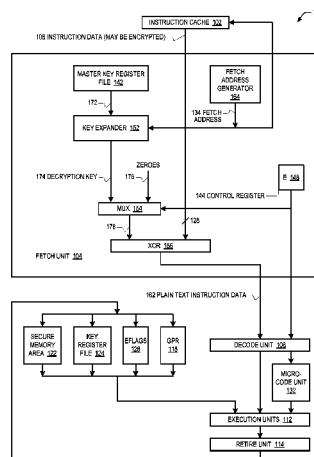 INSTRUCTION CACHE 102
106 INSTRUCTION DATA (MAY BE ENCRYPTED)
MASTER KEY REGISTER
FILE 142
FETCH
ADDRESS
GENERATOR
164
172
134 FETCH
ADDRESS
KEY EXPANDER 152
174 DECRYPTION KEY
ZEROES
176
E 148
144 CONTROL REGISTER
MUX 154
178
128
XOR 156
FETCH UNIT 104
162 PLAIN TEXT INSTRUCTION DATA
SECURE
MEMORY
AREA
122
KEY
REGISTER
FILE 124
EFLAGS
128
GPR
118
DECODE UNIT
108
MICRO-
CODE UNIT
132
EXECUTION UNITS 112
RETIRE UNIT 114